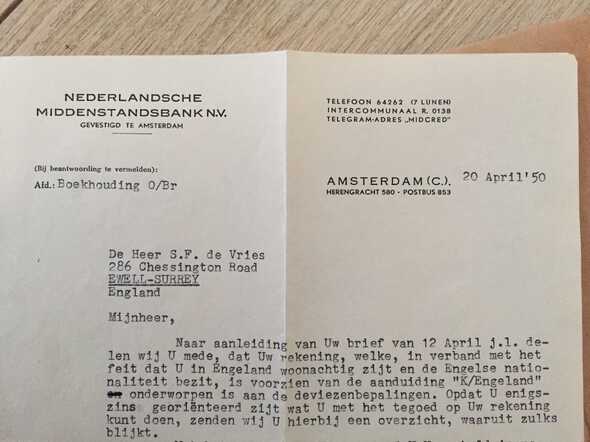 NEDERLANDSCHE
MIDDENSTANDSBANK N.V.
GEVESTIGD TE AMSTERDAM
TELEFOON 64262 (7 LIJNEN)
INTERCOMMUNAAL R. 0138
TELEGRAM-ADRES „MIDCRED”
(Bij beantwoording te vermelden):
Afd.: Boekhouding O/Br
AMSTERDAM (C.), 20 April'50
HERENGRACHT 580 - POSTBUS 853
De Heer S.F. de Vries
286 Chessington Road
EWELL-SURREY
England
Mijnheer,
Naar aanleiding van Uw brief van 12 April j.l. de-
len wij U mede, dat Uw rekening, welke, in verband met het
feit dat U in Engeland woonachtig zijt en de Engelse natio-
naliteit bezit, is voorzien van de aanduiding "K/Engeland"
onderworpen is aan de deviezenbepalingen. Opdat U enigs-
zins georiënteerd zijt wat U met het tegoed op Uw rekening
kunt doen, zenden wij U hierbij een overzicht, waaruit zulks
blijkt.